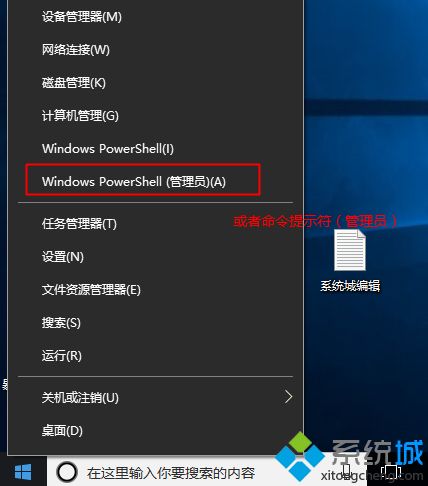 设备管理器(M)
网络连接(W)
磁盘管理(K)
计算机管理(G)
Windows PowerShell(I)
Windows PowerShell (管理员)(A)
任务管理器(T)
或者命令提示符（管理员）
设置(N)
文件资源管理器(E)
系统城编辑
搜索(S)
运行(R)
关机或注销(U)
桌面(D)
系统城
在这里输入你要搜索的内容
xitongcheng.com